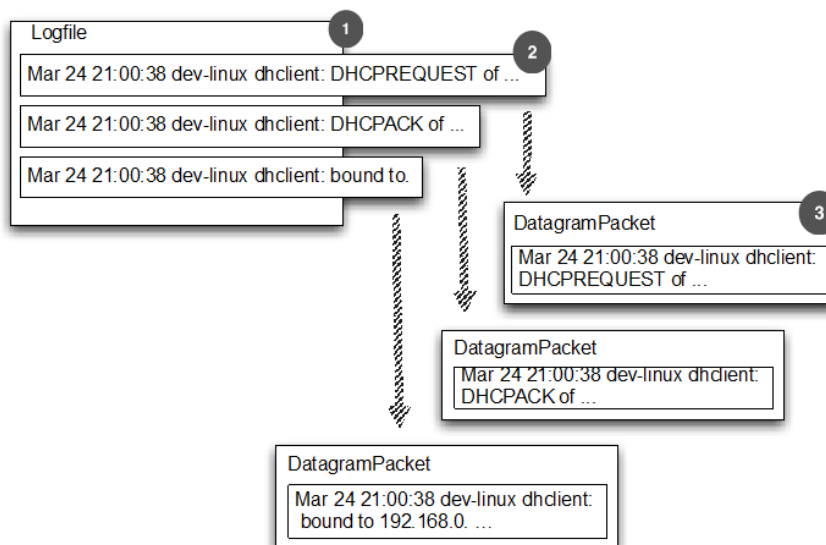 Logfile
1
2
Mar 24 21:00:38 dev-linux dhclient: DHCPREQUEST of ...
Mar 24 21:00:38 dev-linux dhclient: DHCPACK of ...
Mar 24 21:00:38 dev-linux dhclient: bound to.
3
DatagramPacket
Mar 24 21:00:38 dev-linux dhclient:
DHCPREQUEST of ...
DatagramPacket
Mar 24 21:00:38 dev-linux dhclient:
DHCPACK of ...
DatagramPacket
Mar 24 21:00:38 dev-linux dhclient:
bound to 192.168.0. ...